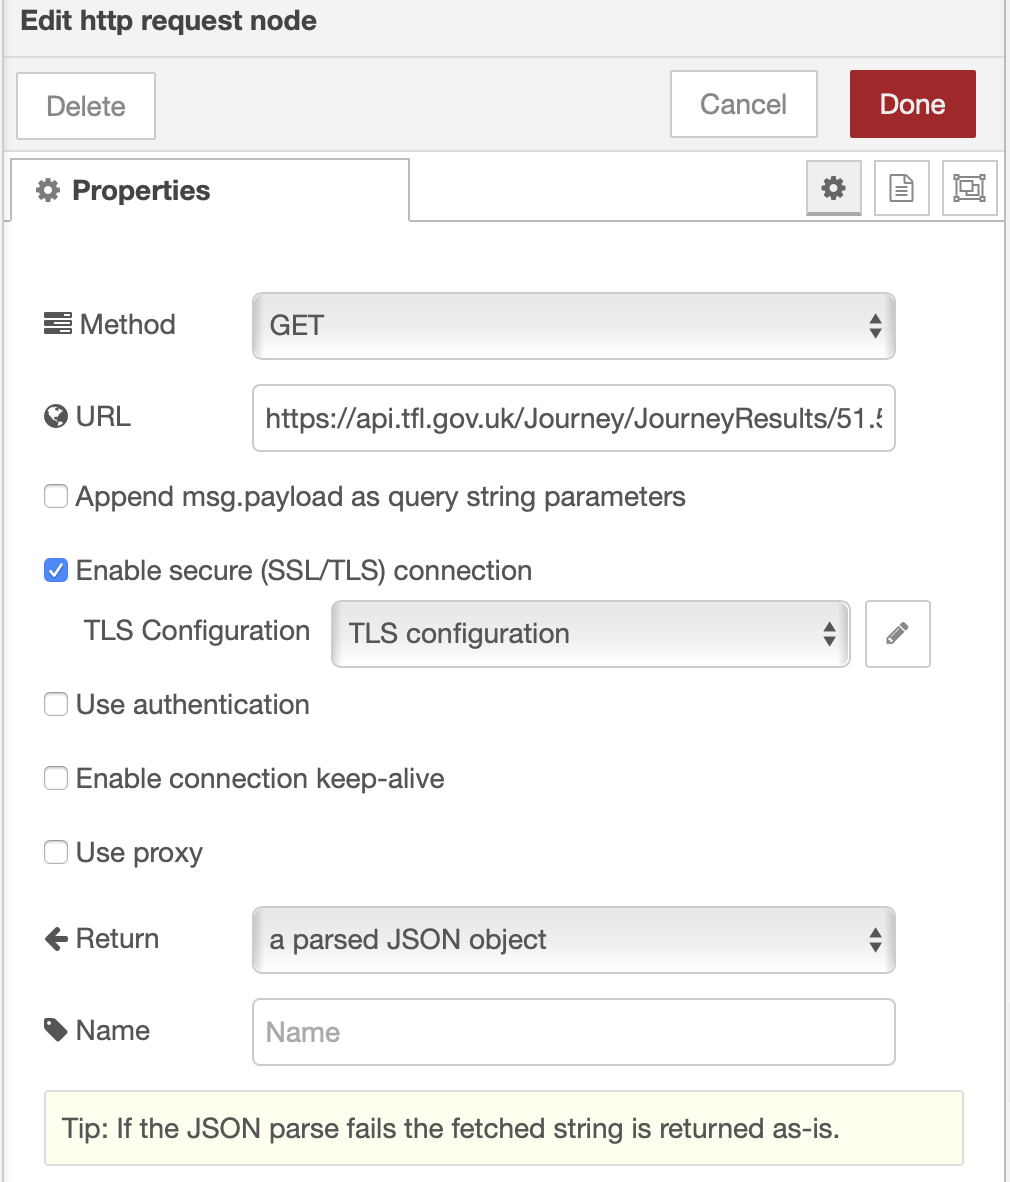 Edit http request node
Delete
Cancel
Done
Properties
Method
GET
URL
https://api.tfl.gov.uk/Journey/JourneyResults/51.5
Append msg.payload as query string parameters
Enable secure (SSL/TLS) connection
TLS Configuration
TLS configuration
Use authentication
Enable connection keep-alive
Use proxy
Return
a parsed JSON object
Name
Name
Tip: If the JSON parse fails the fetched string is returned as-is.